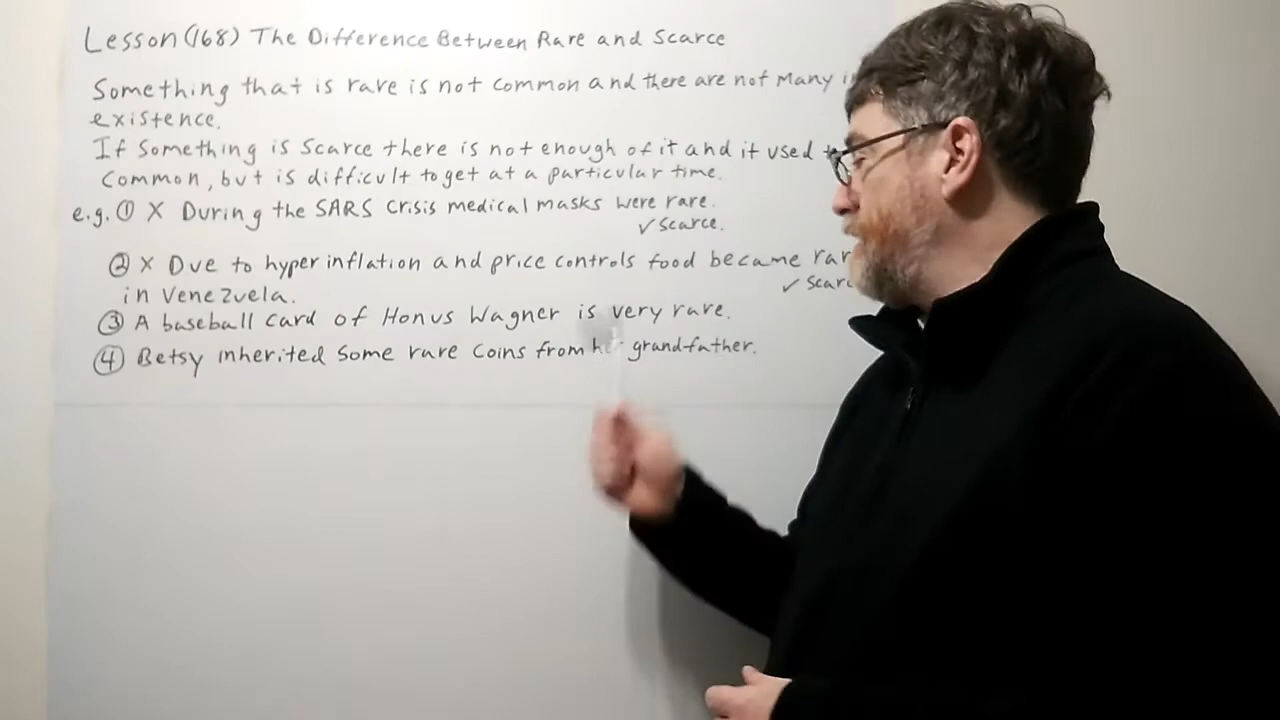 Lesson (168) The Difference Between Rare and Scarce
Something that is rare is not common and there are not many
existence.
If something is scarce there is not enough of it and it used
common, but is difficult to get at a particular time.
e.g. ① X During the SARS crisis medical masks were rare.
✓ scarce.
② X Due to hyper inflation and price controls food became
✓
in Venezuela.
③ A baseball card of Honus Wagner is very rare.
④ Betsy inherited some rare coins from her grandfather.